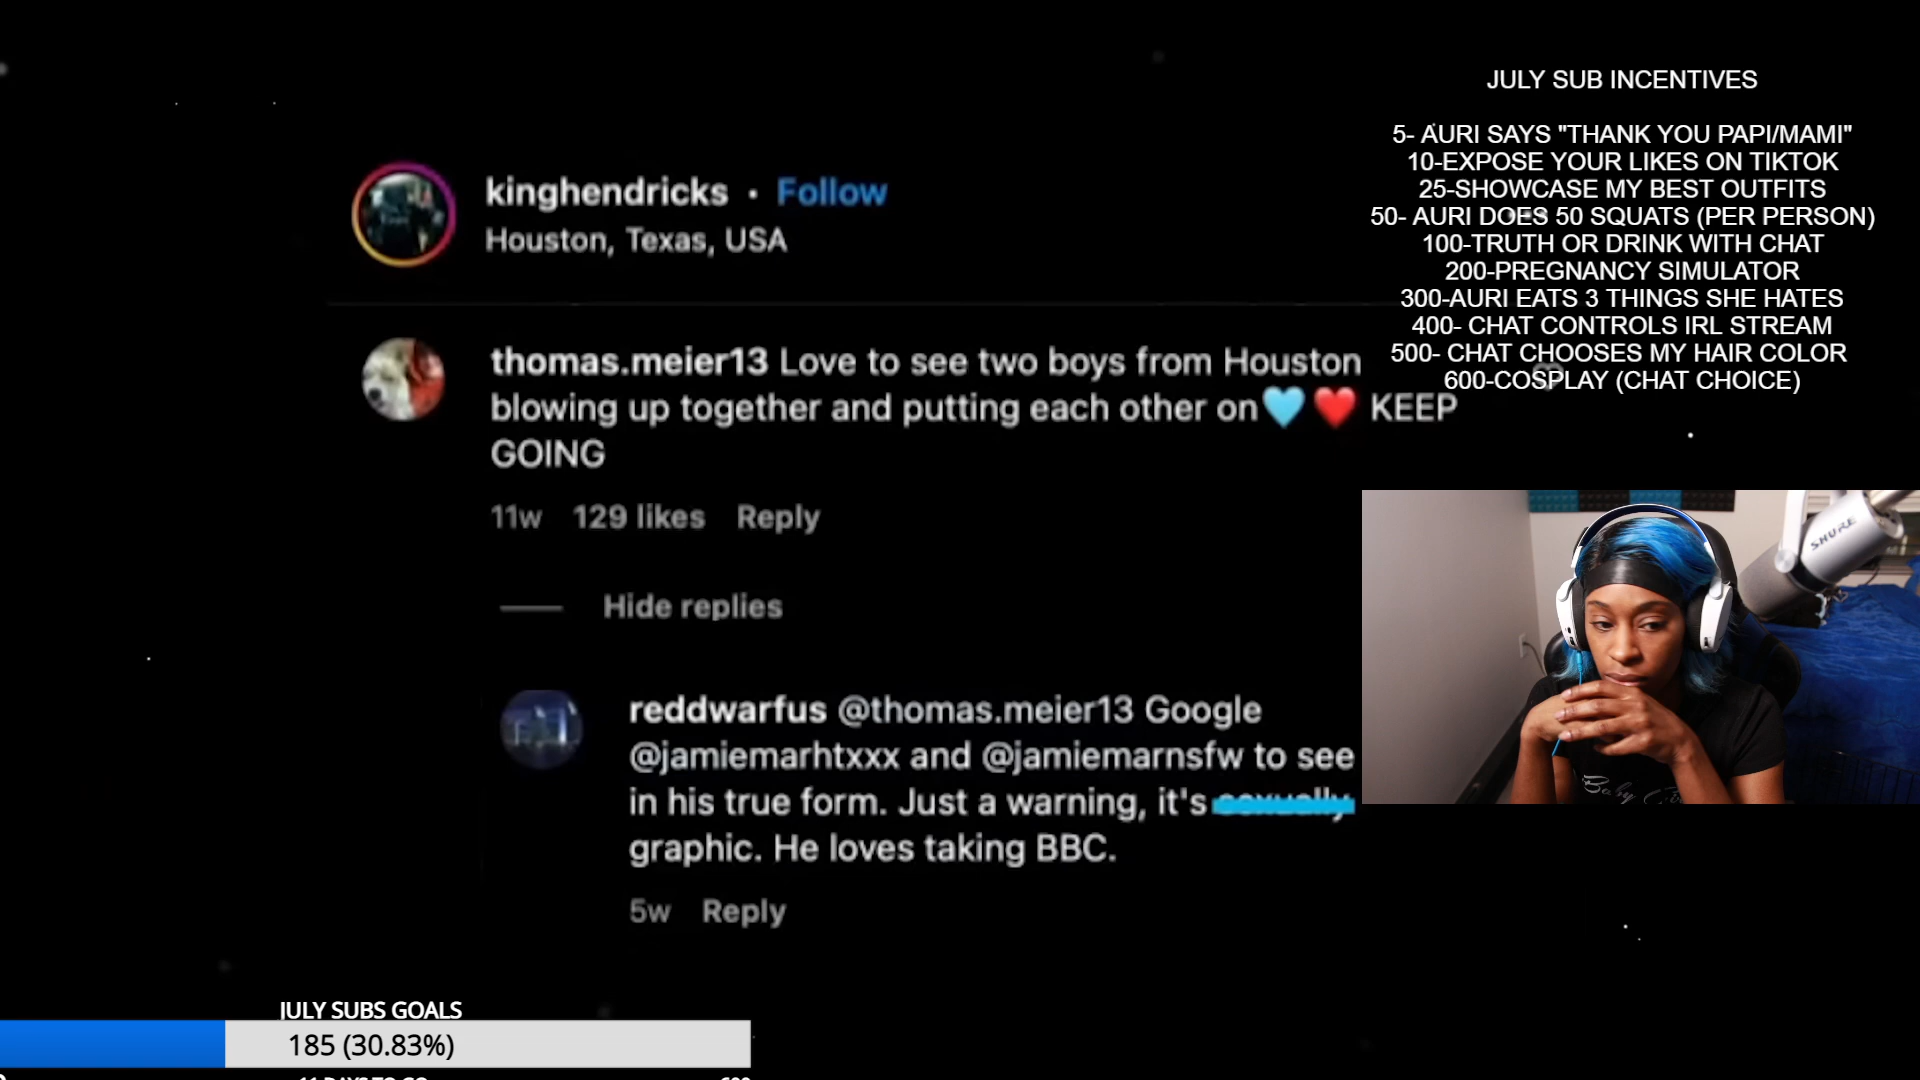 JULY SUB INCENTIVES
5- AURI SAYS "THANK YOU PAPI/MAMI"
10-EXPOSE YOUR LIKES ON TIKTOK
25-SHOWCASE MY BEST OUTFITS
50- AURI DOES 50 SQUATS (PER PERSON)
100-TRUTH OR DRINK WITH CHAT
200-PREGNANCY SIMULATOR
300-AURI EATS 3 THINGS SHE HATES
400- CHAT CONTROLS IRL STREAM
500- CHAT CHOOSES MY HAIR COLOR
600-COSPLAY (CHAT CHOICE)
kinghendricks · Follow
Houston, Texas, USA
thomas.meier13 Love to see two boys from Houston
blowing up together and putting each other on🩵❤️ KEEP
GOING
11w 129 likes Reply
Hide replies
reddwarfus @thomas.meier13 Google
@jamiemarhtxxx and @jamiemarnsfw to see
in his true form. Just a warning, it's sexually
graphic. He loves taking BBC.
5w Reply
SHURE
Baby
JULY SUBS GOALS
185 (30.83%)